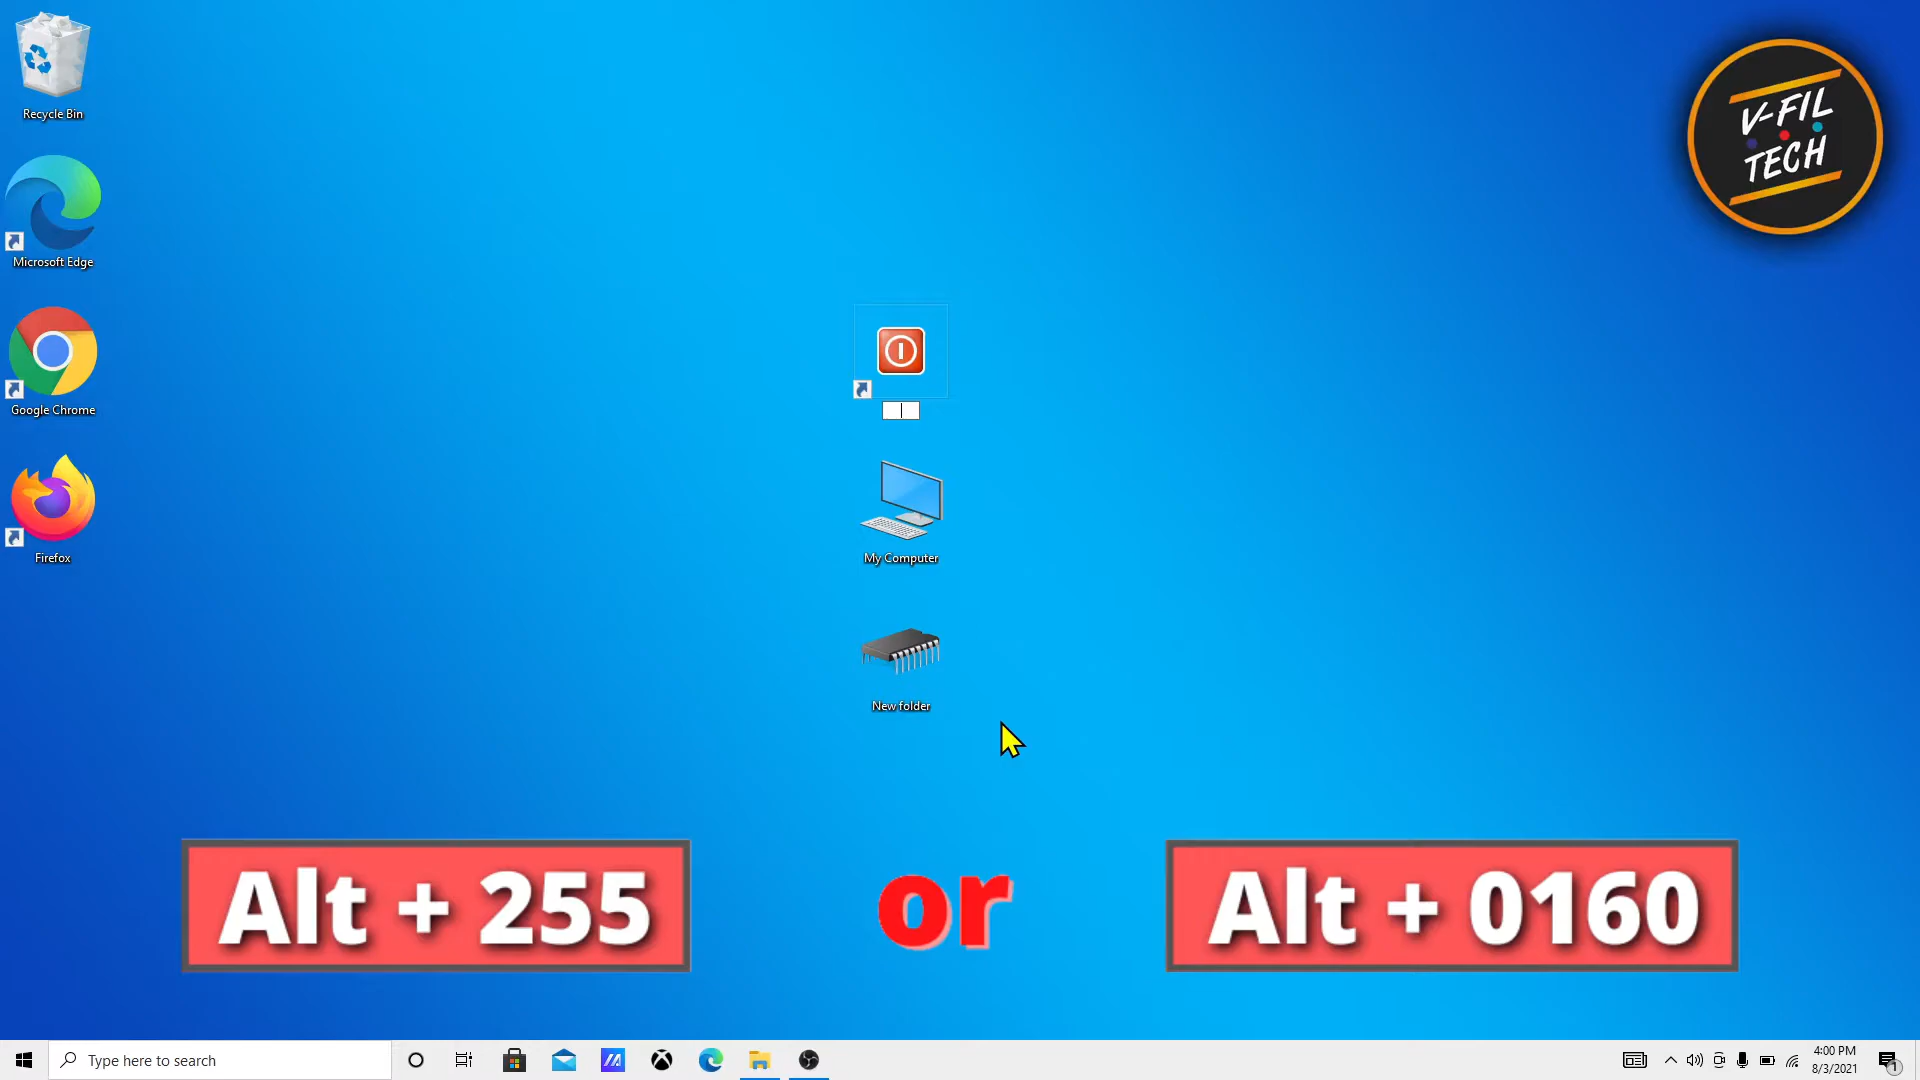 Recycle Bin
Microsoft Edge
Google Chrome
Firefox
V-FIL
TECH
My Computer
New folder
Alt + 255
or
Alt + 0160
Type here to search
4:00 PM
8/3/2021
1